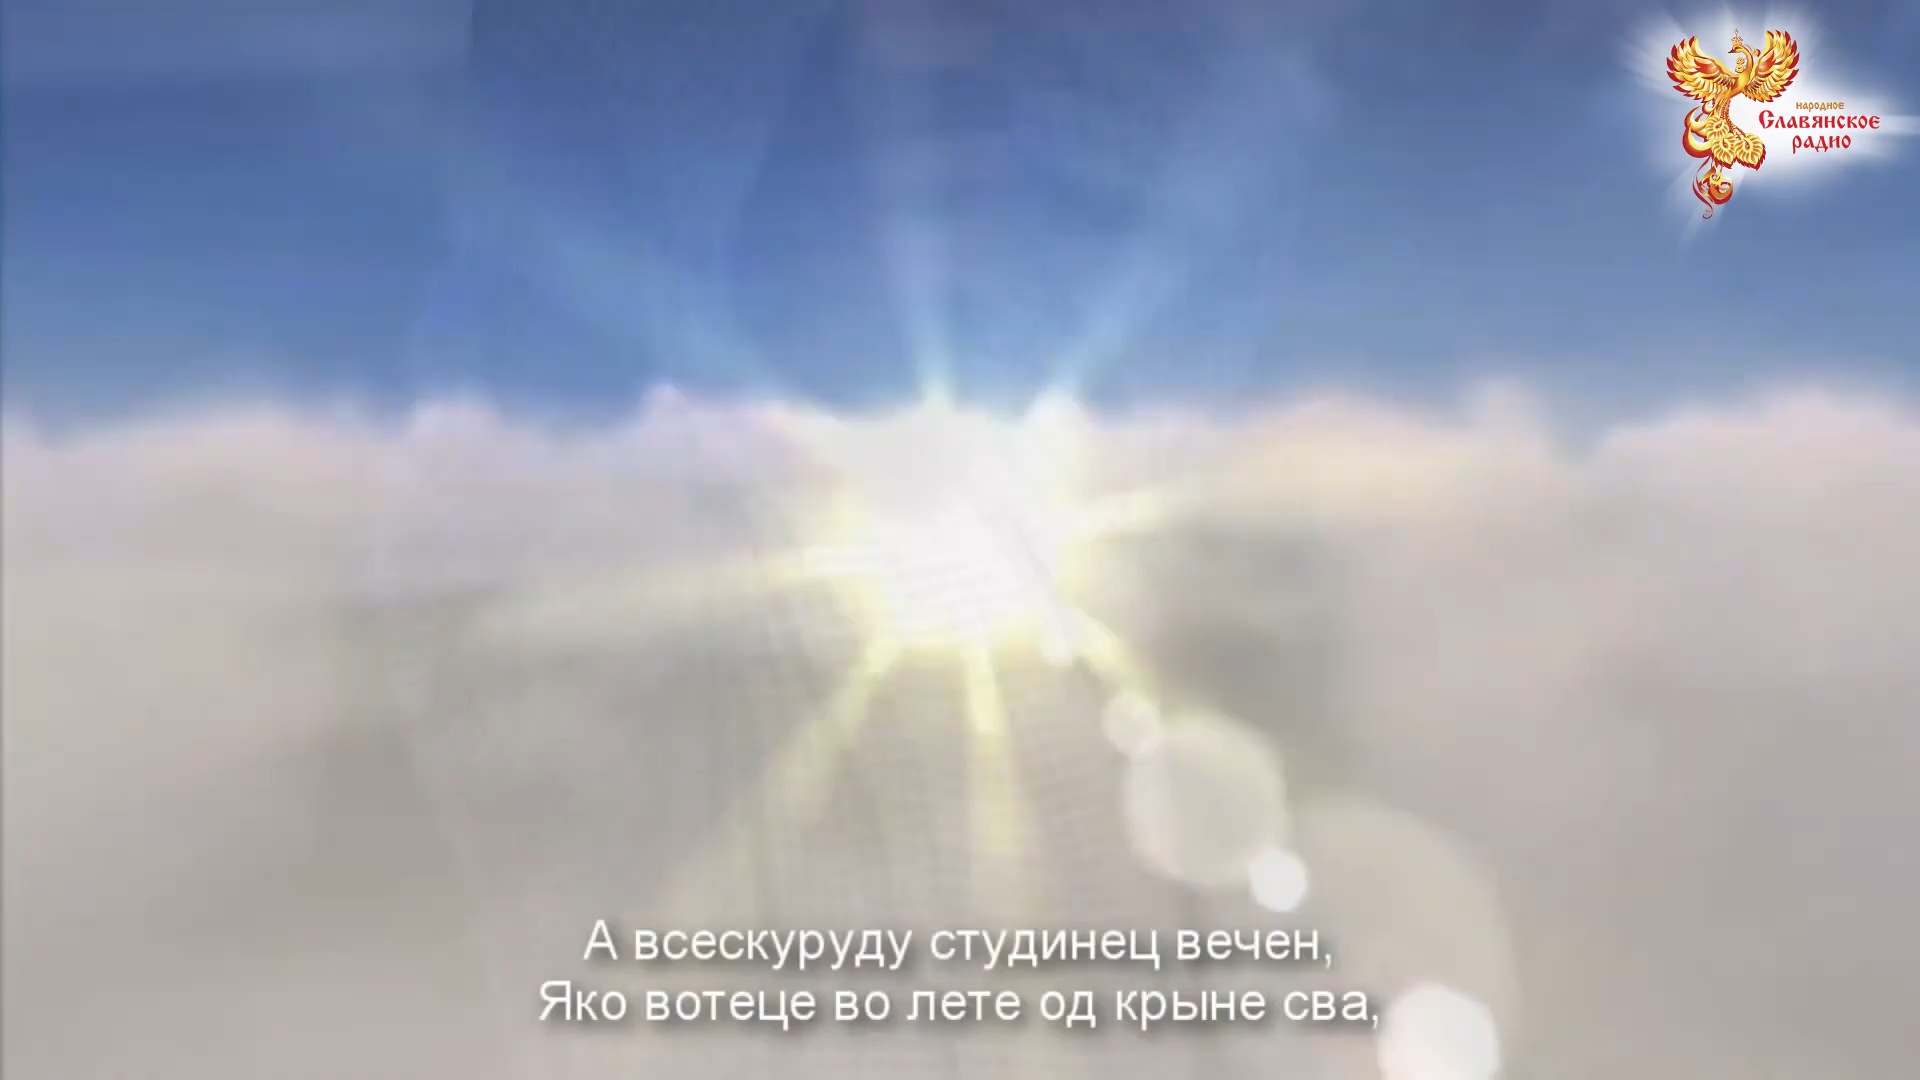 народное
Славянское
радио
А всескуруду студинец вечен,
Яко вотеце во лете од крыне сва,